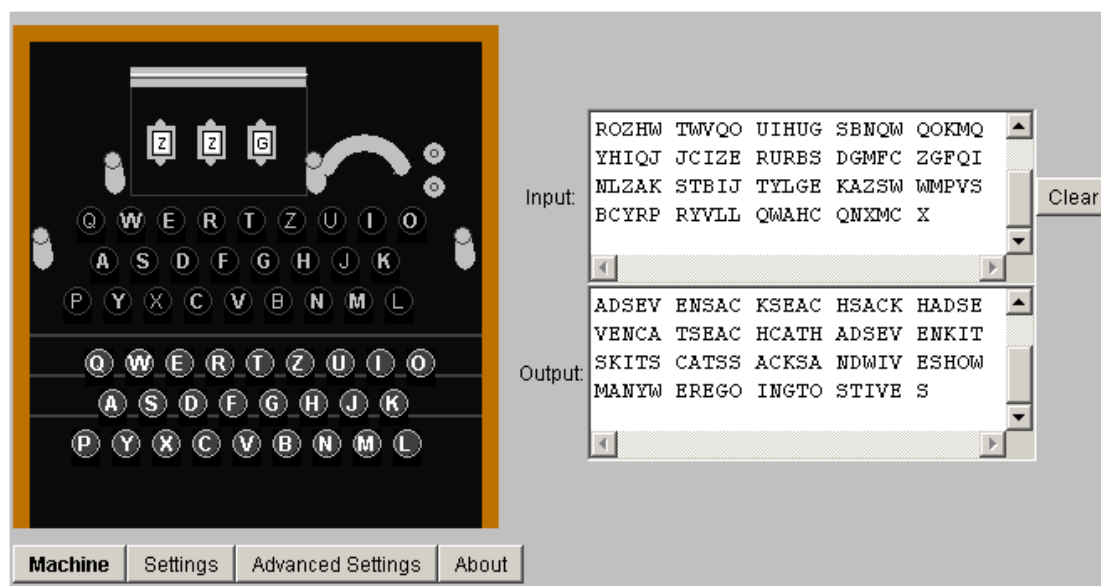 Z Z G
Q W E R T Z U I O
A S D F G H J K
P Y X C V B N M L
Q W E R T Z U I O
A S D F G H J K
P Y X C V B N M L
Machine Settings Advanced Settings About
Input:
ROZHW TWVQO UIHUG SBNQW QOKMQ
YHIQJ JCIZE RURBS DGMFC ZGFQI
NLZAK STBIJ TYLGE KAZSW WMPVS
BCYRP RYVLL QWAHC QNXMC X
Clear
Output:
ADSEV ENSAC KSEAC HSACK HADSE
VENCA TSEAC HCATH ADSEV ENKIT
SKITS CATSS ACKSA NDWIV ESHOW
MANYW EREGO INGTO STIVE S